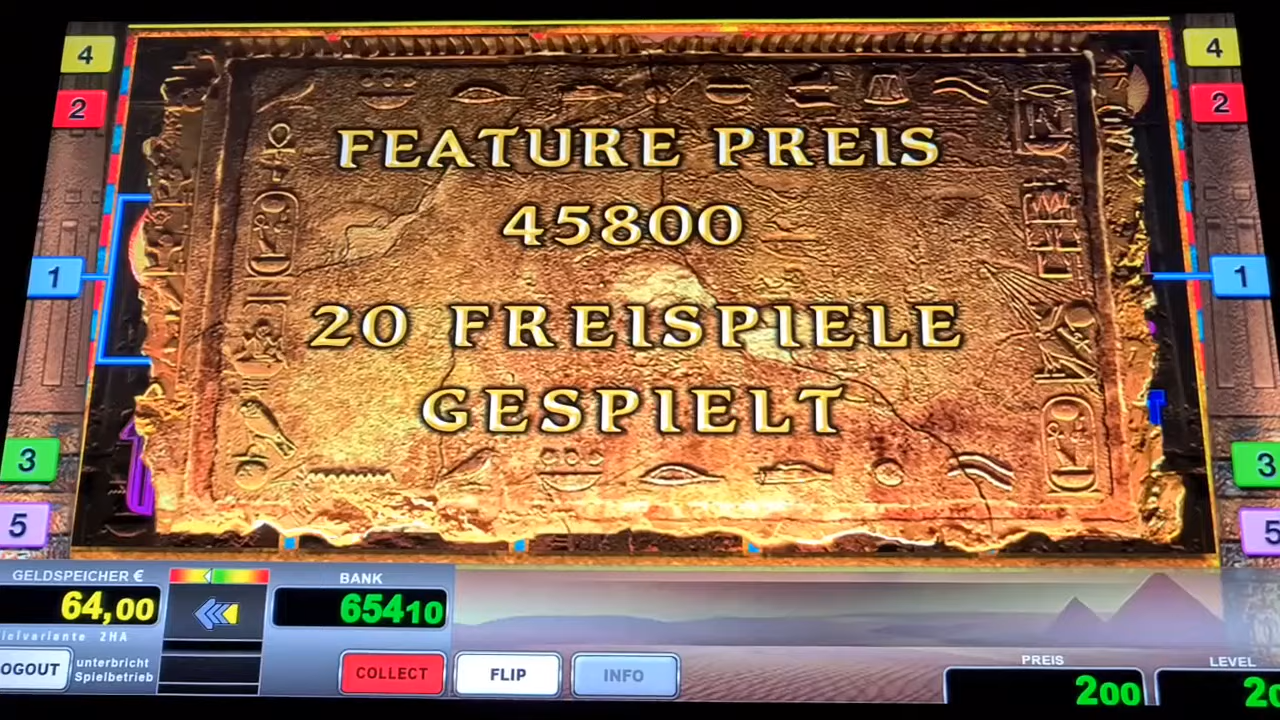 4
4
2
2
FEATURE PREIS
45800
1
1
20 FREISPIELE
GESPIELT
3
3
5
5
GELDSPEICHER €
64,00
BANK
65410
2HA
OGOUT
unterbricht
Spielbetrieb
COLLECT
FLIP
INFO
PREIS
200
LEVEL